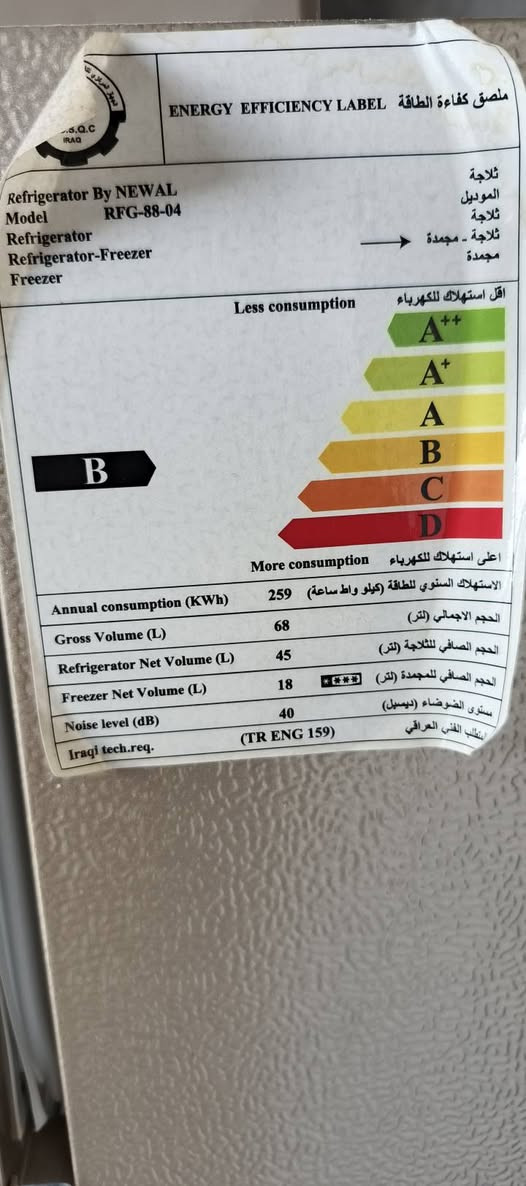 .S.Q.C
IRAQ
ENERGY EFFICIENCY LABEL ملصق كفاءة الطاقة
ثلاجة
Refrigerator By NEWAL الموديل
Model RFG-88-04 ثلاجة
Refrigerator ثلاجة - مجمدة
Refrigerator-Freezer مجمدة
Freezer
Less consumption اقل استهلاك للكهرباء
A++
A+
A
B B
C
D
More consumption اعلى استهلاك للكهرباء
Annual consumption (KWh) 259 الاستهلاك السنوي للطاقة (كيلو واط ساعة)
Gross Volume (L) 68 الحجم الاجمالي (لتر)
Refrigerator Net Volume (L) 45 الحجم الصافي للثلاجة (لتر)
Freezer Net Volume (L) 18 الحجم الصافي للمجمدة (لتر)
Noise level (dB) 40 مستوى الضوضاء (ديسبل)
Iraqi tech.req. (TR ENG 159) الفني العراقي